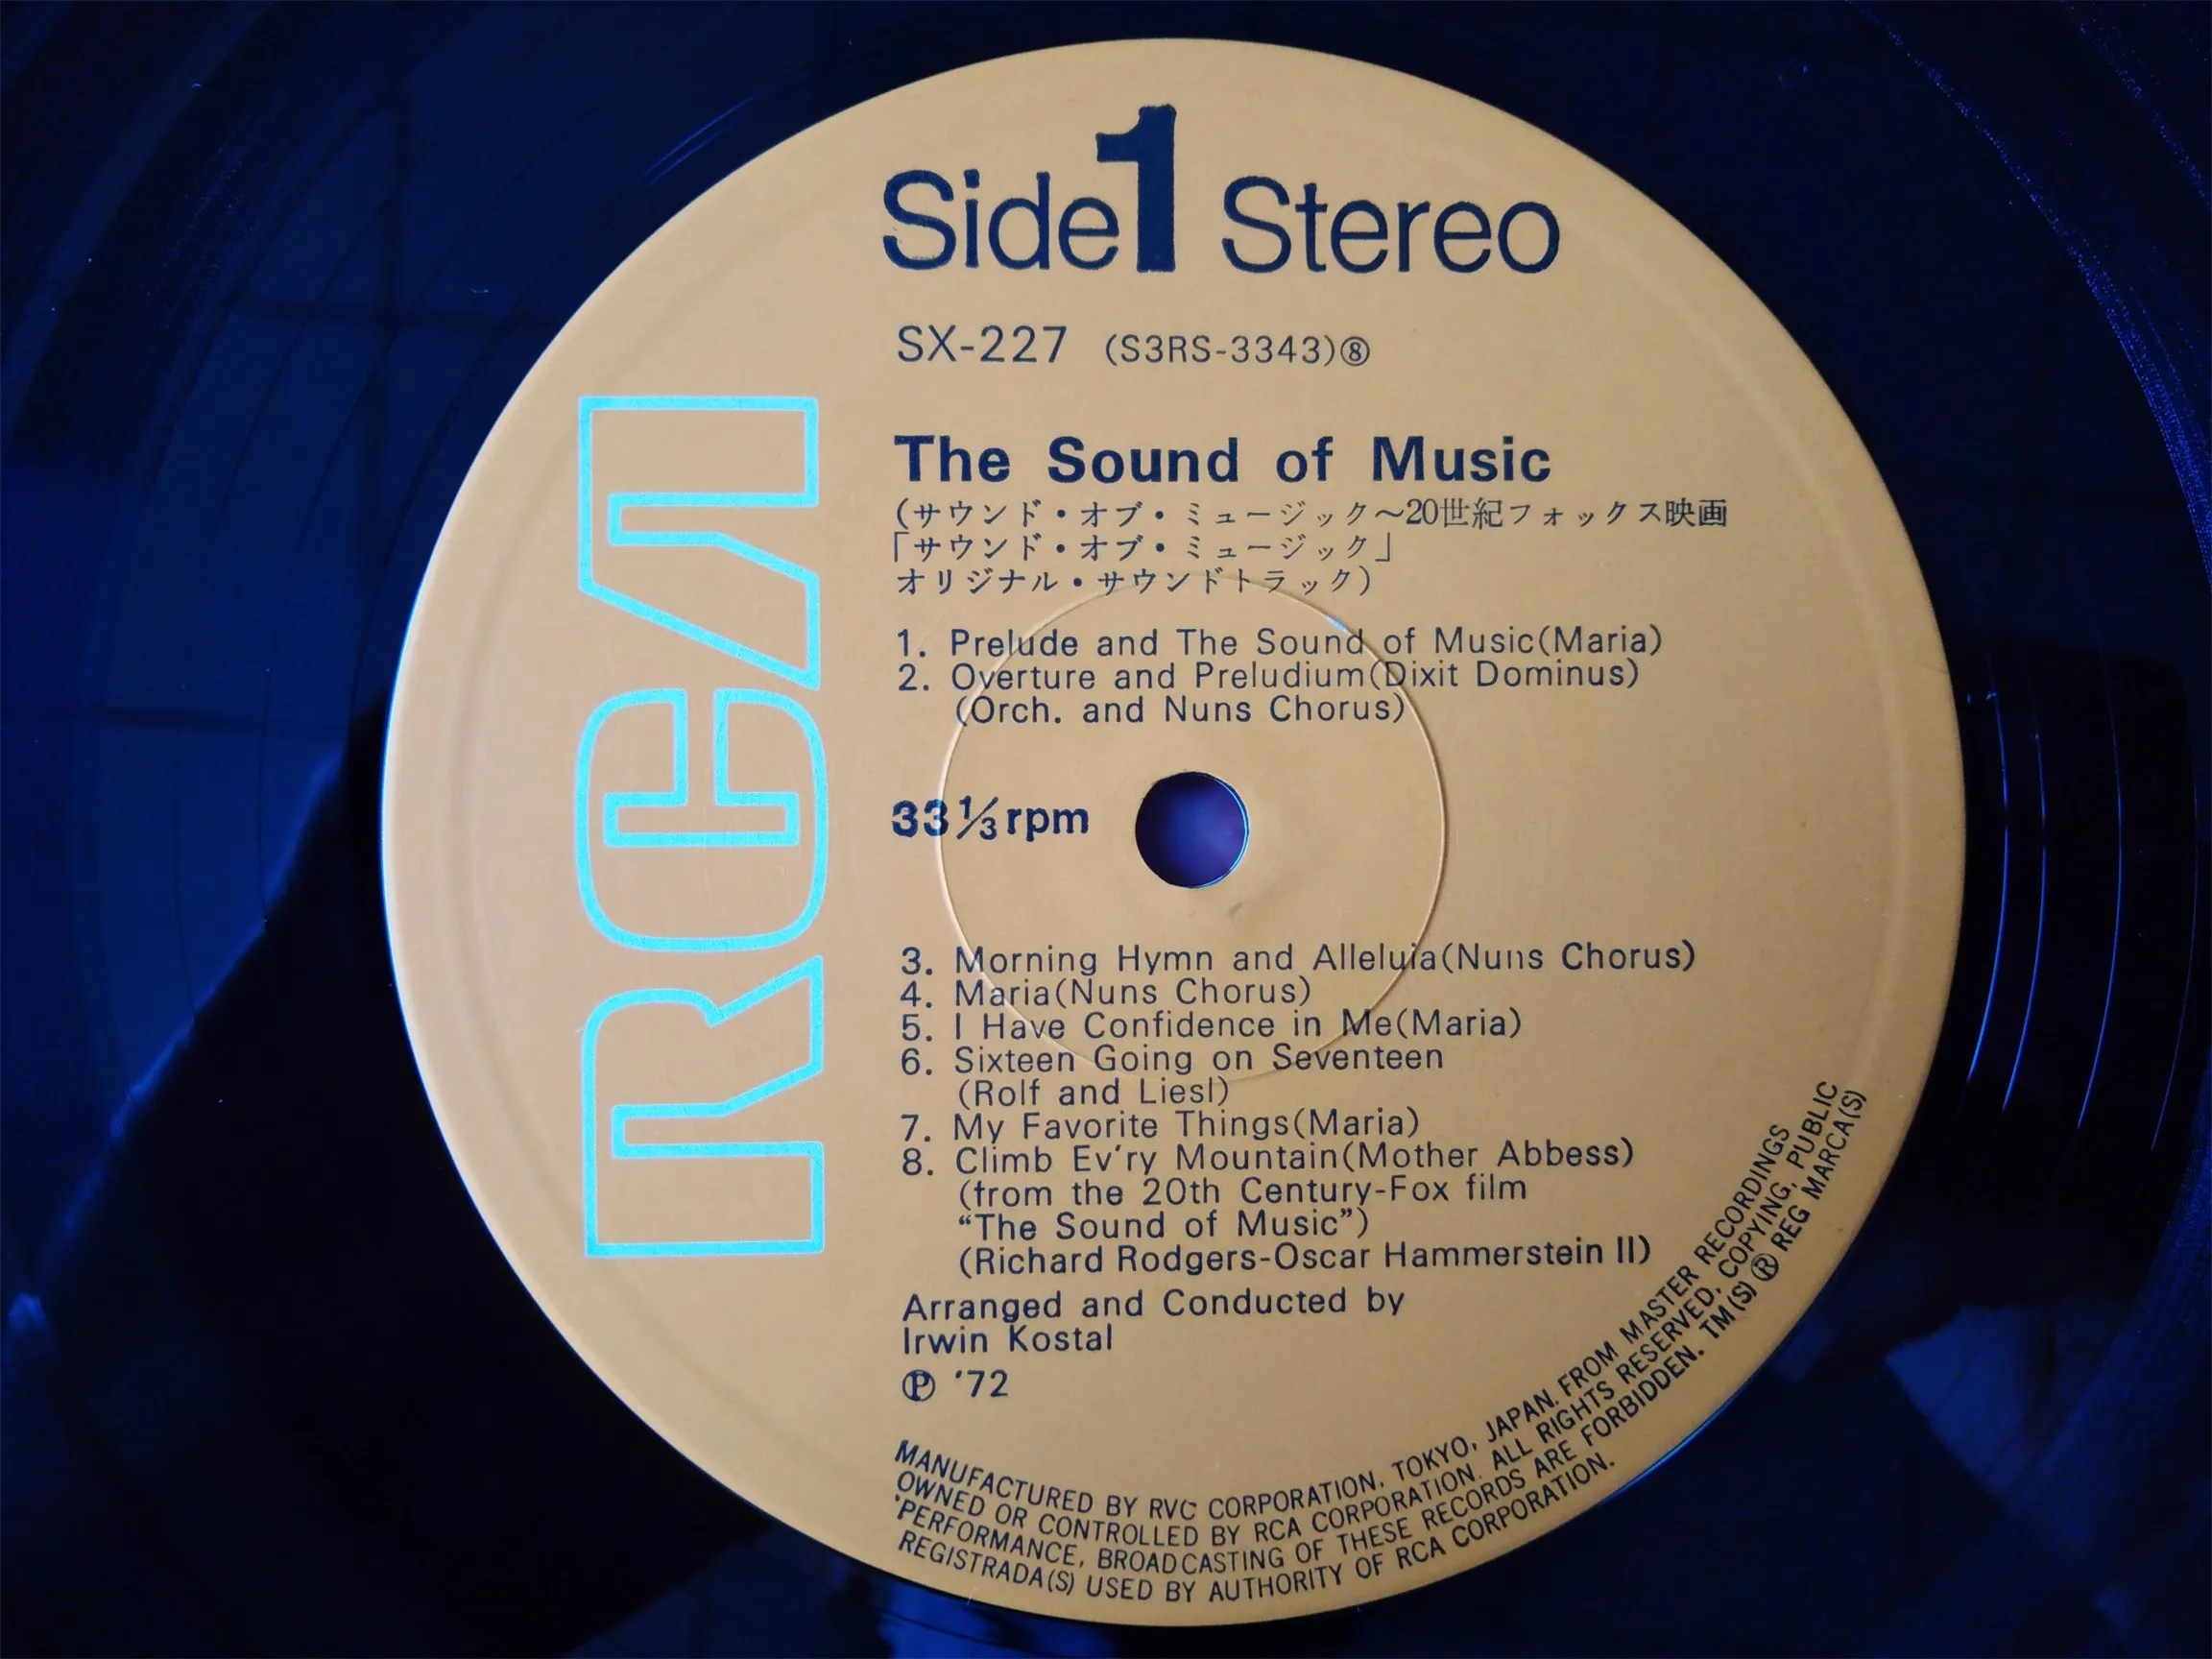 Side 1 Stereo
SX-227 (S3RS-3343)⑧
RCA
The Sound of Music
(サウンド・オブ・ミュージック〜20世紀フォックス映画
「サウンド・オブ・ミュージック」
オリジナル・サウンドトラック)
1. Prelude and The Sound of Music(Maria)
2. Overture and Preludium(Dixit Dominus)
(Orch. and Nuns Chorus)
33⅓rpm
3. Morning Hymn and Alleluia(Nuns Chorus)
4. Maria(Nuns Chorus)
5. I Have Confidence in Me(Maria)
6. Sixteen Going on Seventeen
(Rolf and Liesl)
7. My Favorite Things(Maria)
8. Climb Ev'ry Mountain(Mother Abbess)
(from the 20th Century-Fox film
“The Sound of Music”)
(Richard Rodgers-Oscar Hammerstein II)
Arranged and Conducted by
Irwin Kostal
℗ '72
MANUFACTURED BY RVC CORPORATION, TOKYO, JAPAN. FROM MASTER RECORDINGS
OWNED OR CONTROLLED BY RCA CORPORATION. ALL RIGHTS RESERVED, COPYING, PUBLIC
'PERFORMANCE, BROADCASTING OF THESE RECORDS ARE FORBIDDEN. TM(S) ® REG MARCA(S)
REGISTRADA(S) USED BY AUTHORITY OF RCA CORPORATION.